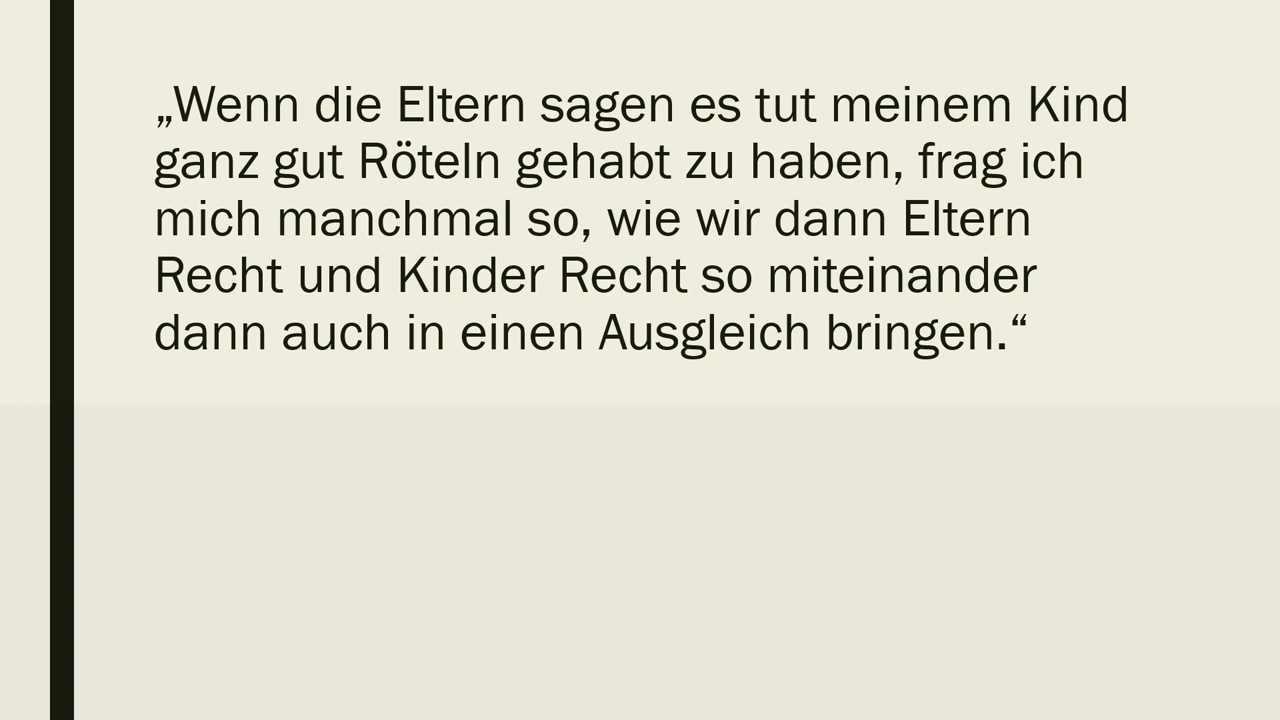 „Wenn die Eltern sagen es tut meinem Kind
ganz gut Röteln gehabt zu haben, frag ich
mich manchmal so, wie wir dann Eltern
Recht und Kinder Recht so miteinander
dann auch in einen Ausgleich bringen.“